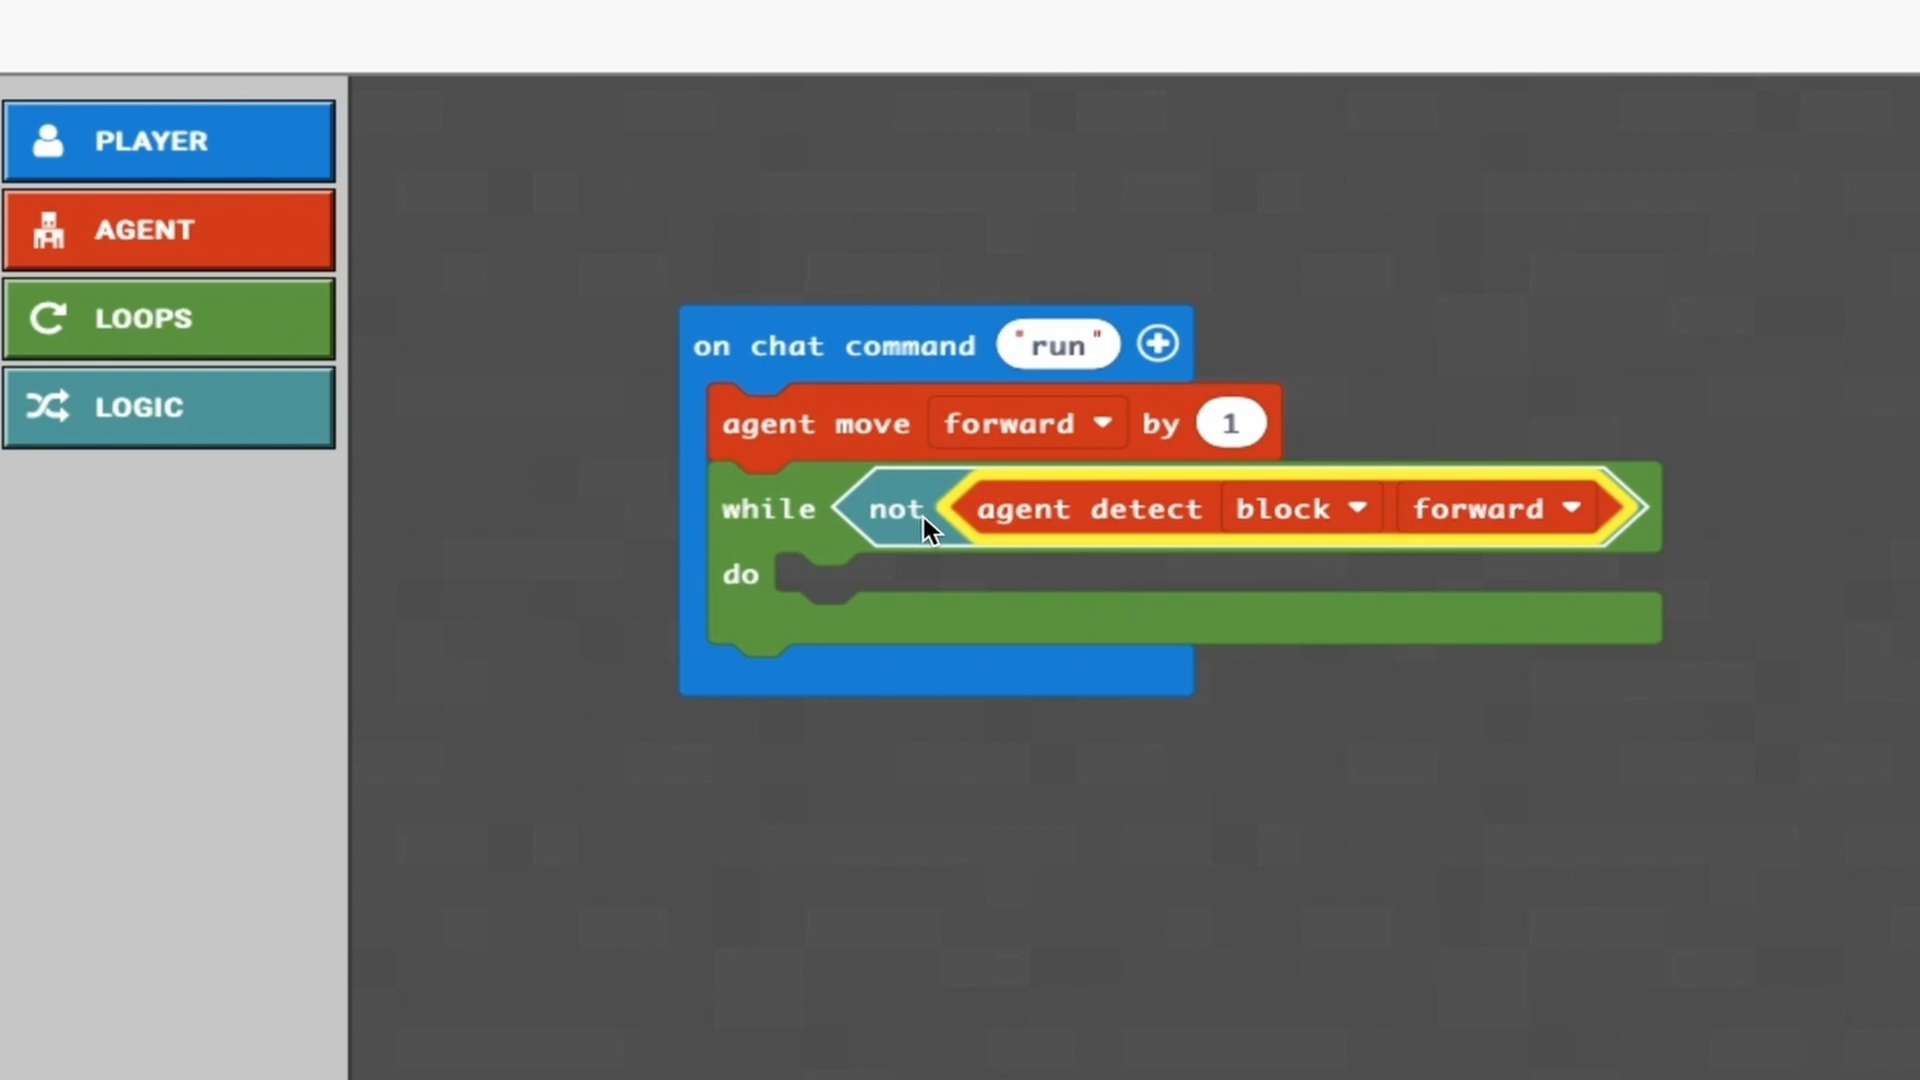 PLAYER
AGENT
LOOPS
LOGIC
on chat command "run"
agent move forward by 1
while not agent detect block forward
do